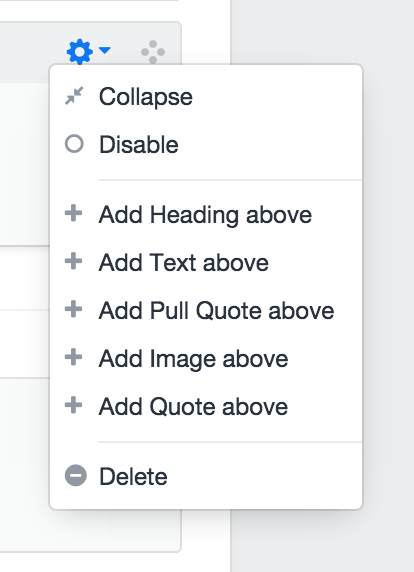 Collapse
Disable
Add Heading above
Add Text above
Add Pull Quote above
Add Image above
Add Quote above
Delete